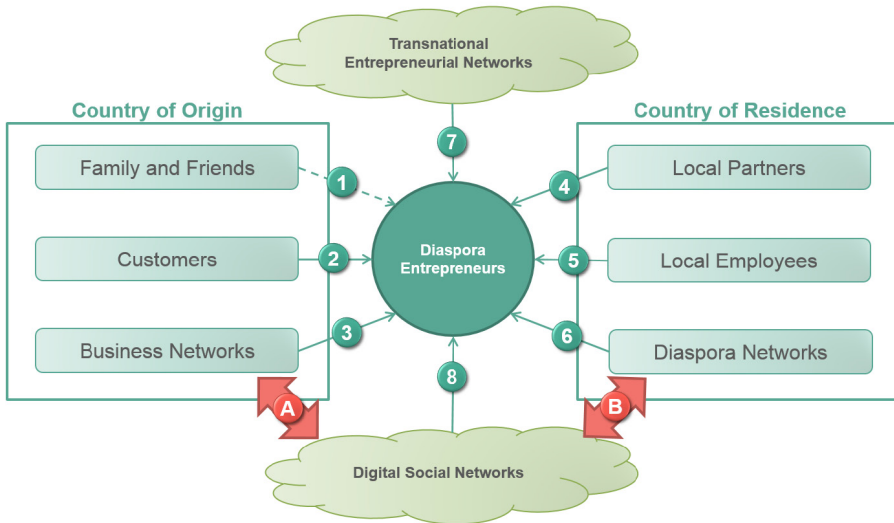 Transnational
Entrepreneurial Networks
Country of Origin
Country of Residence
7
Family and Friends
1
4
Local Partners
Customers
2
Diaspora
Entrepreneurs
5
Local Employees
Business Networks
3
6
Diaspora Networks
8
A
B
Digital Social Networks